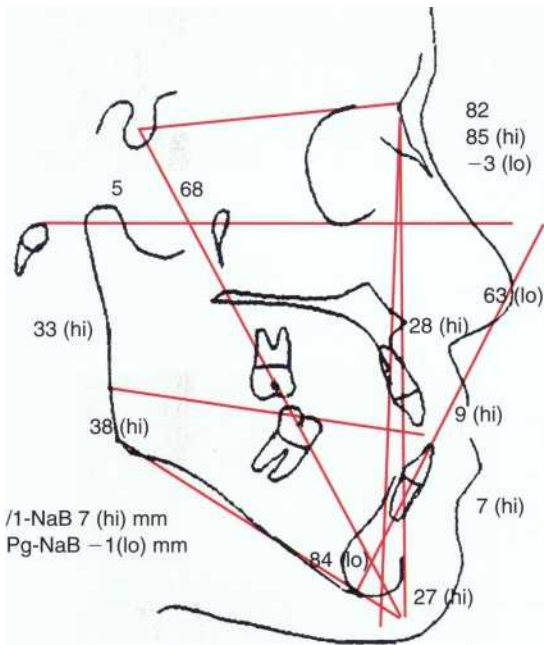 82
85 (hi)
−3 (lo)
5
68
63 (lo)
33 (hi)
28 (hi)
38 (hi)
9 (hi)
7 (hi)
/1-NaB 7 (hi) mm
Pg-NaB −1(lo) mm
84 (lo)
27 (hi)